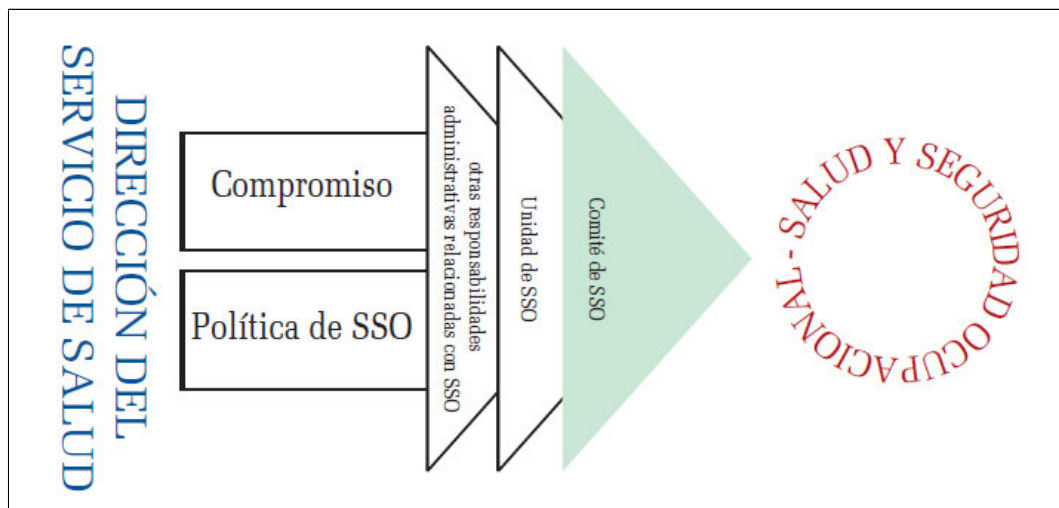 DIRECCIÓN DEL
SERVICIO DE SALUD
Compromiso
Política de SSO
otras responsabilidades
administrativas relacionadas con SSO
Unidad de SSO
Comité de SSO
SALUD Y SEGURIDAD OCUPACIONAL -